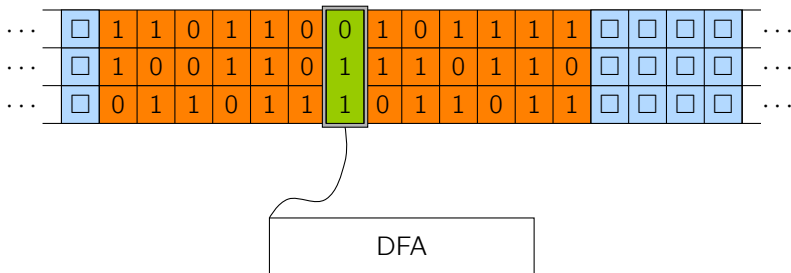 ··· □ 1 1 0 1 1 0 0 1 0 1 1 1 1 □ □ □ □ ···
··· □ 1 0 0 1 1 0 1 1 1 0 1 1 0 □ □ □ □ ···
··· □ 0 1 1 0 1 1 1 0 1 1 0 1 1 □ □ □ □ ···
DFA